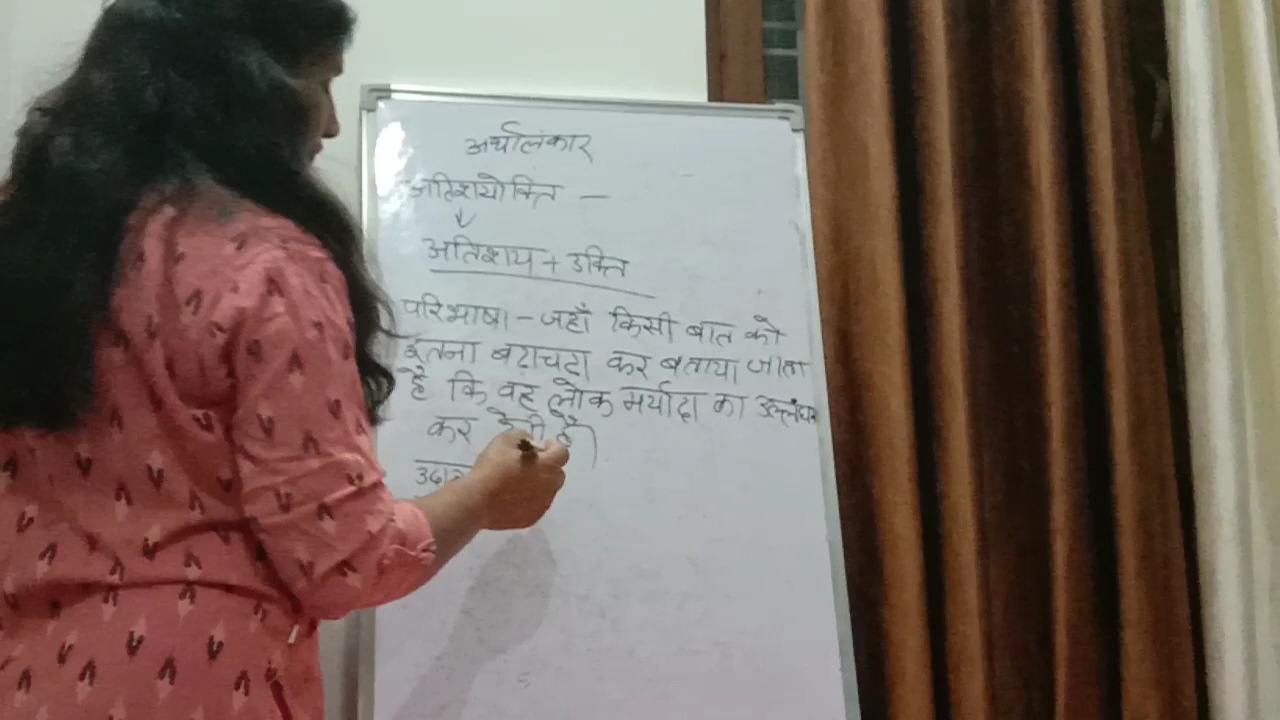 अर्थालंकार
अतिशयोक्ति —
अतिशय + उक्ति
परिभाषा - जहाँ किसी बात को
इतना बढ़ाचढ़ा कर बताया जाता
है कि वह लोक मर्यादा का उल्लंघन
कर देती है।